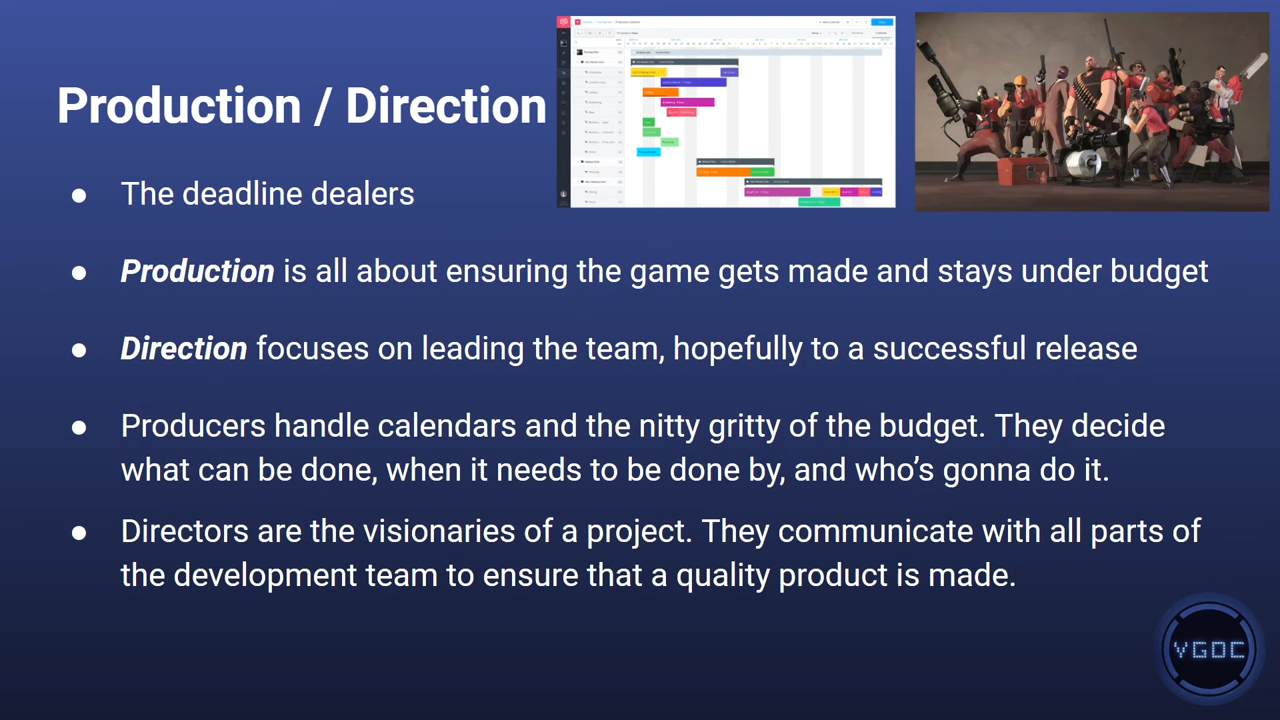 Production / Direction
● The deadline dealers
● Production is all about ensuring the game gets made and stays under budget
● Direction focuses on leading the team, hopefully to a successful release
● Producers handle calendars and the nitty gritty of the budget. They decide
what can be done, when it needs to be done by, and who’s gonna do it.
● Directors are the visionaries of a project. They communicate with all parts of
the development team to ensure that a quality product is made.
VGDC